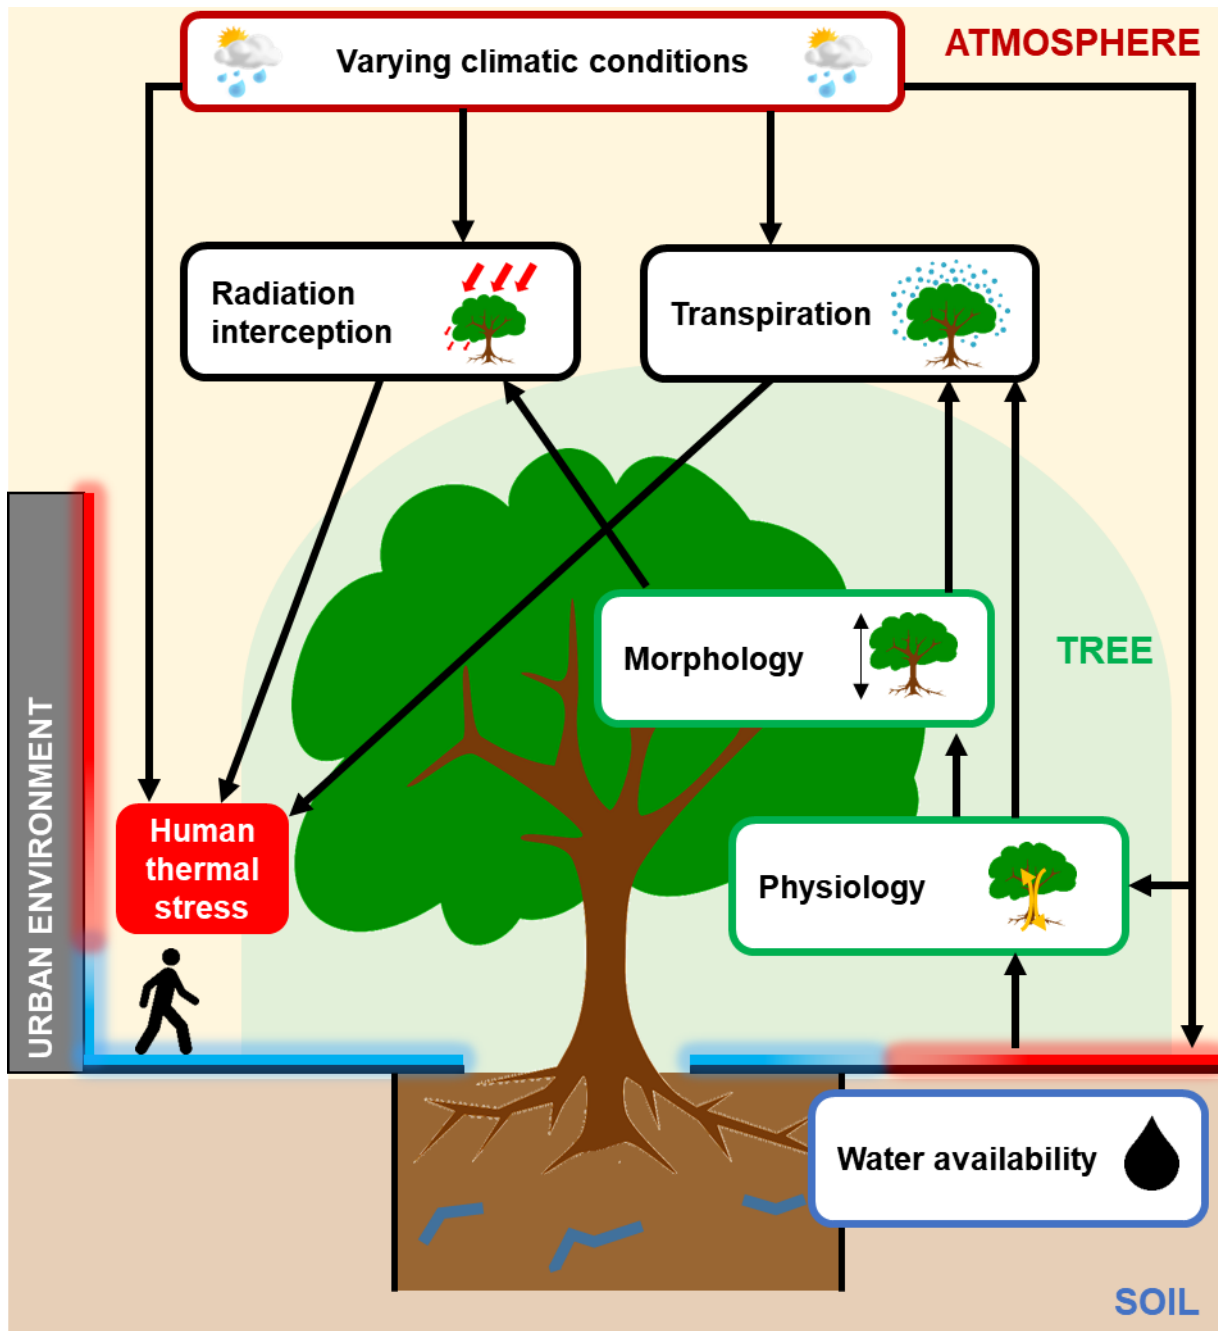 ATMOSPHERE
Varying climatic conditions
Radiation
interception
Transpiration
Morphology
TREE
URBAN ENVIRONMENT
Human
thermal
stress
Physiology
Water availability
SOIL